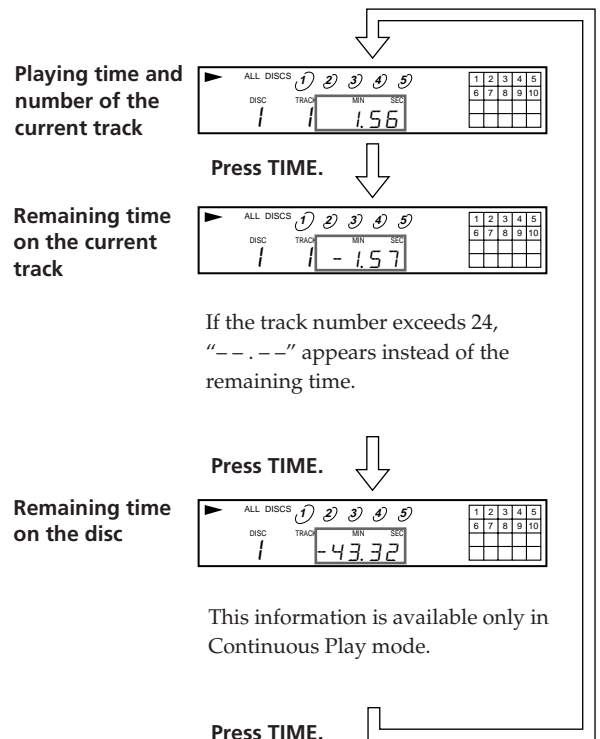 Playing time and
number of the
current track
ALL DISCS 1 2 3 4 5
DISC TRACK MIN SEC
1 1 1.56
1 2 3 4 5
6 7 8 9 10
Press TIME.
Remaining time
on the current
track
ALL DISCS 1 2 3 4 5
DISC TRACK MIN SEC
1 1 - 1.57
1 2 3 4 5
6 7 8 9 10
If the track number exceeds 24,
“– – . – –” appears instead of the
remaining time.
Press TIME.
Remaining time
on the disc
ALL DISCS 1 2 3 4 5
DISC TRACK MIN SEC
1 -43.32
1 2 3 4 5
6 7 8 9 10
This information is available only in
Continuous Play mode.
Press TIME.